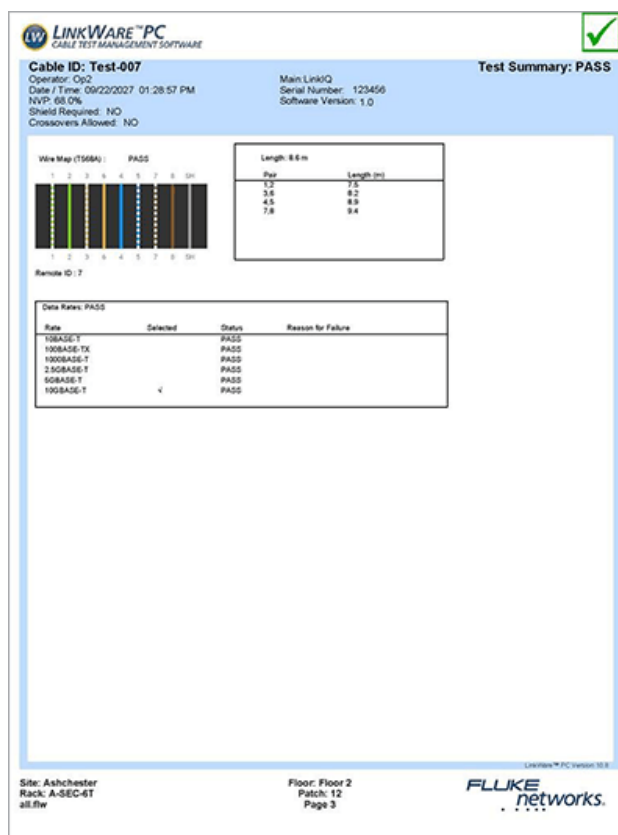 LW LINKWARE™PC
CABLE TEST MANAGEMENT SOFTWARE
Cable ID: Test-007
Test Summary: PASS
Operator: Op2
Date / Time: 09/22/2027 01:28:57 PM
NVP: 68.0%
Shield Required: NO
Crossovers Allowed: NO
Main:LinkIQ
Serial Number: 123456
Software Version: 1.0
Wire Map (T568A) : PASS
1 2 3 6 4 5 7 8 SH
1 2 3 6 4 5 7 8 SH
Remote ID : 7
Length: 8.6 m
Pair Length (m)
1,2 7.5
3,6 8.2
4,5 8.9
7,8 9.4
Data Rates: PASS
Rate Selected Status Reason for Failure
10BASE-T PASS
100BASE-TX PASS
1000BASE-T PASS
2.5GBASE-T PASS
5GBASE-T PASS
10GBASE-T √ PASS
LinkWare™ PC Version 10.8
Site: Ashchester
Rack: A-SEC-6T
all.flw
Floor: Floor 2
Patch: 12
Page 3
FLUKE
networks.